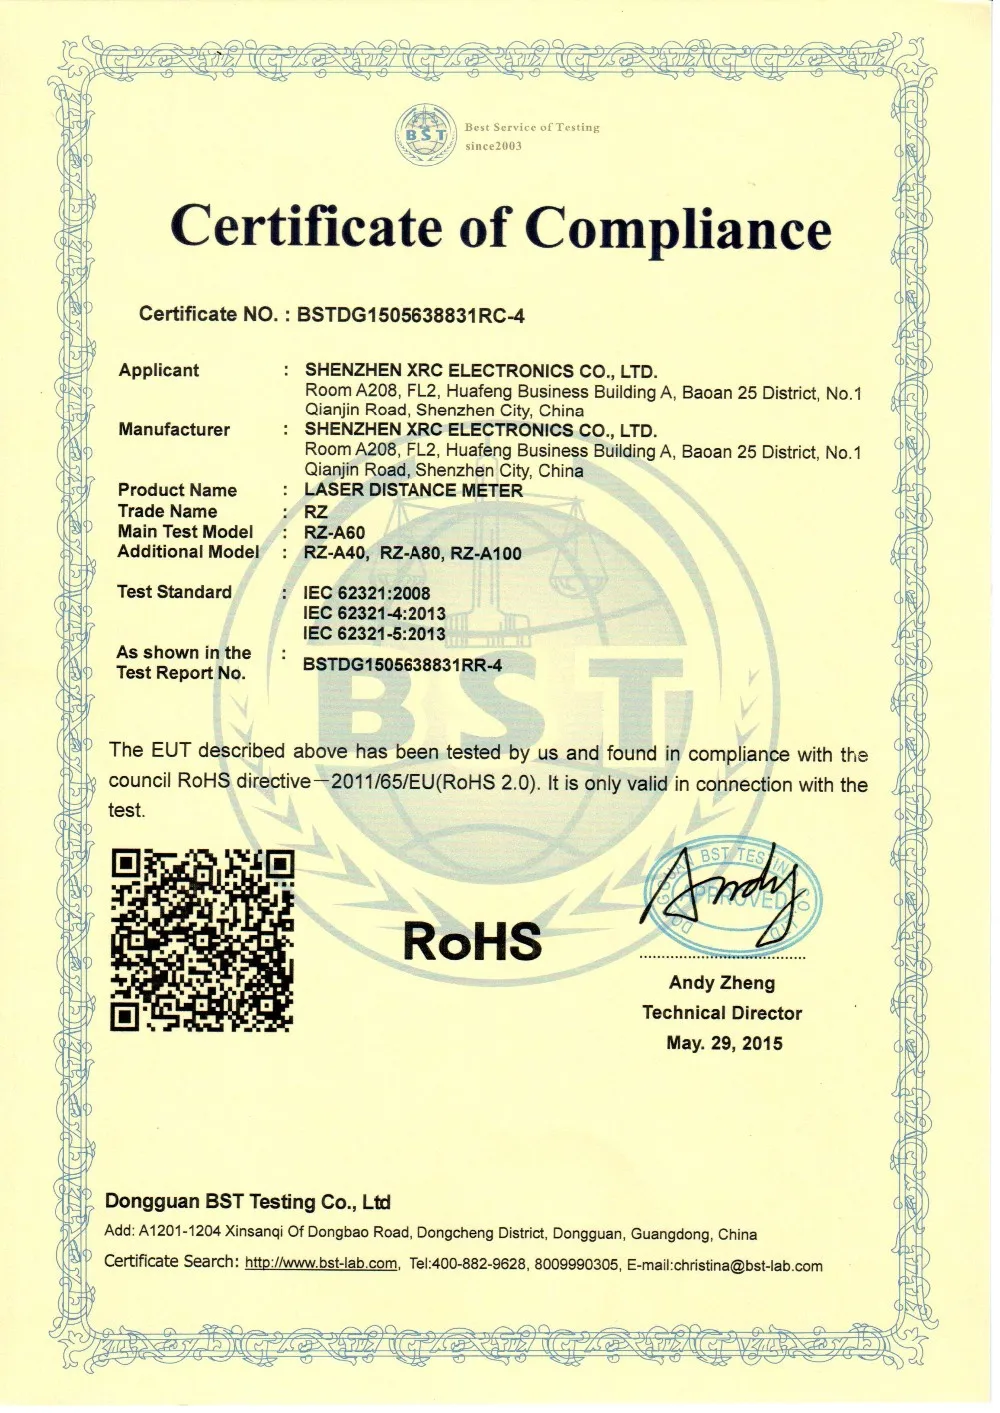 BST
Best Service of Testing
since2003
Certificate of Compliance
Certificate NO. : BSTDG1505638831RC-4
Applicant : SHENZHEN XRC ELECTRONICS CO., LTD.
Room A208, FL2, Huafeng Business Building A, Baoan 25 District, No.1
Qianjin Road, Shenzhen City, China
Manufacturer : SHENZHEN XRC ELECTRONICS CO., LTD.
Room A208, FL2, Huafeng Business Building A, Baoan 25 District, No.1
Qianjin Road, Shenzhen City, China
Product Name : LASER DISTANCE METER
Trade Name : RZ
Main Test Model : RZ-A60
Additional Model : RZ-A40, RZ-A80, RZ-A100
Test Standard : IEC 62321:2008
IEC 62321-4:2013
IEC 62321-5:2013
As shown in the
Test Report No. : BSTDG1505638831RR-4
BST
The EUT described above has been tested by us and found in compliance with the
council RoHS directive—2011/65/EU(RoHS 2.0). It is only valid in connection with the
test.
BST TESTING
APPROVED
Andy
RoHS
Andy Zheng
Technical Director
May. 29, 2015
Dongguan BST Testing Co., Ltd
Add: A1201-1204 Xinsanqi Of Dongbao Road, Dongcheng District, Dongguan, Guangdong, China
Certificate Search: http://www.bst-lab.com, Tel:400-882-9628, 8009990305, E-mail:christina@bst-lab.com